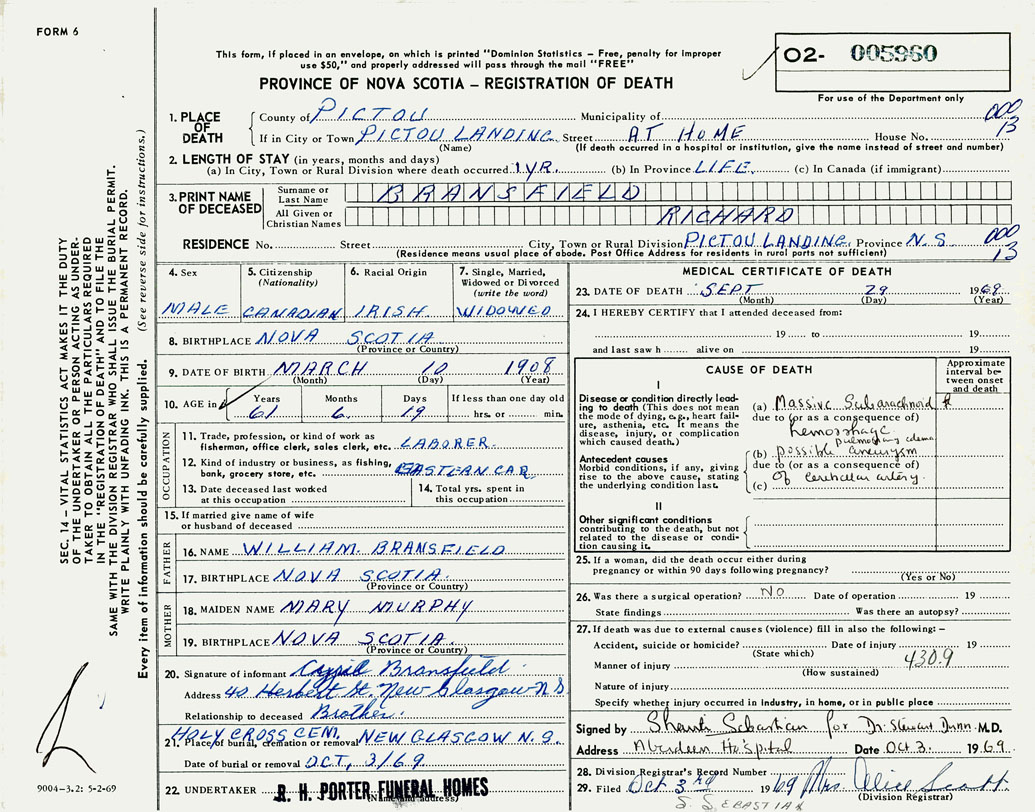 FORM 6
This form, if placed in an envelope, on which is printed "Dominion Statistics – Free, penalty for improper
use $50," and properly addressed will pass through the mail "FREE"
PROVINCE OF NOVA SCOTIA – REGISTRATION OF DEATH
02- 005960
For use of the Department only
1. PLACE OF DEATH
County of PICTOU Municipality of 000
If in City or Town PICTOU LANDING Street AT HOME House No. 13
(Name) (If death occurred in a hospital or institution, give the name instead of street and number)
2. LENGTH OF STAY (in years, months and days)
(a) In City, Town or Rural Division where death occurred 1 YR. (b) In Province LIFE. (c) In Canada (if immigrant)
3. PRINT NAME OF DECEASED
Surname or Last Name BRANSFIELD
All Given or Christian Names RICHARD
RESIDENCE No. Street City, Town or Rural Division PICTOU LANDING Province N.S. 000 13
(Residence means usual place of abode. Post Office Address for residents in rural parts not sufficient)
4. Sex MALE
5. Citizenship (Nationality) CANADIAN
6. Racial Origin IRISH
7. Single, Married, Widowed or Divorced (write the word) WIDOWED
8. BIRTHPLACE NOVA SCOTIA
(Province or Country)
9. DATE OF BIRTH MARCH 10 1908
(Month) (Day) (Year)
10. AGE in Years Months Days If less than one day old
61 6 19 hrs. or min.
OCCUPATION
11. Trade, profession, or kind of work as
fisherman, office clerk, sales clerk, etc. LABORER.
12. Kind of industry or business, as fishing,
bank, grocery store, etc. EASTERN CAR
13. Date deceased last worked
at this occupation
14. Total yrs. spent in
this occupation
15. If married give name of wife
or husband of deceased
FATHER
16. NAME WILLIAM BRANSFIELD
17. BIRTHPLACE NOVA SCOTIA.
(Province or Country)
MOTHER
18. MAIDEN NAME MARY MURPHY
19. BIRTHPLACE NOVA SCOTIA.
(Province or Country)
20. Signature of informant Bransfield.
Address 40 Herbert St. New Glasgow N S
Relationship to deceased Brother.
HOLY CROSS CEM.
21. Place of burial, cremation or removal NEW GLASGOW N.S.
Date of burial or removal OCT, 3/69.
22. UNDERTAKER R. H. PORTER FUNERAL HOMES
(Name and address)
MEDICAL CERTIFICATE OF DEATH
23. DATE OF DEATH SEPT 29 1969
(Month) (Day) (Year)
24. I HEREBY CERTIFY that I attended deceased from:
19 to 19
and last saw h alive on 19
CAUSE OF DEATH
Approximate interval between onset and death
I
Disease or condition directly leading
to death (This does not mean
the mode of dying, e.g., heart failure,
asthenia, etc. It means the
disease, injury, or complication
which caused death.)
(a) Massive Subarachnoid
due to (or as a consequence of)
hemorrhage
pulmonary edema
Antecedent causes
Morbid conditions, if any, giving
rise to the above cause, stating
the underlying condition last.
(b) possible aneurysm
due to (or as a consequence of)
(c) of cerebellar artery.
II
Other significant conditions
contributing to the death, but not
related to the disease or condition
causing it.
25. If a woman, did the death occur either during
pregnancy or within 90 days following pregnancy?
(Yes or No)
26. Was there a surgical operation? NO Date of operation 19
State findings Was there an autopsy?
27. If death was due to external causes (violence) fill in also the following: –
Accident, suicide or homicide? Date of injury 19
(State which)
Manner of injury 430.9
(How sustained)
Nature of injury
Specify whether injury occurred in Industry, in home, or in public place
Signed by Sebastian for Dr. Stewart Dunn M.D.
Address Aberdeen Hospital Date Oct 3. 1969.
28. Division Registrar's Record Number
29. Filed Oct 3rd 1969 Mrs Alice Scott
(Division Registrar)
S. SEBASTIAN
SEC. 14 – VITAL STATISTICS ACT MAKES IT THE DUTY
OF THE UNDERTAKER OR PERSON ACTING AS UNDERTAKER
TO OBTAIN ALL THE PARTICULARS REQUIRED
IN THE "REGISTRATION OF DEATH" AND TO FILE THE
SAME WITH THE DIVISION REGISTRAR WHO SHALL ISSUE THE BURIAL PERMIT.
WRITE PLAINLY WITH UNFADING INK. THIS IS A PERMANENT RECORD.
Every item of information should be carefully supplied. (See reverse side for instructions.)
9004-3.2: 5-2-69